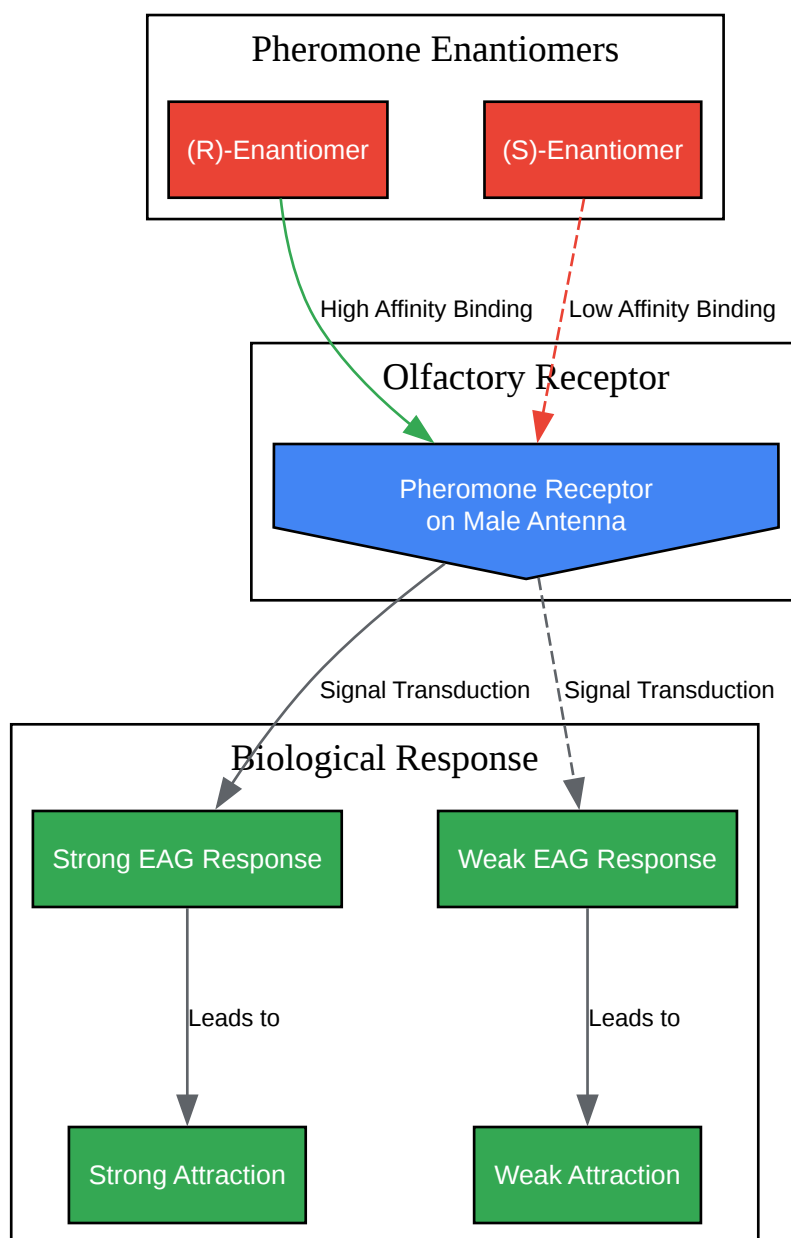 Pheromone Enantiomers
(R)-Enantiomer
(S)-Enantiomer
High Affinity Binding
Low Affinity Binding
Olfactory Receptor
Pheromone Receptor
on Male Antenna
Signal Transduction
Signal Transduction
Biological Response
Strong EAG Response
Weak EAG Response
Leads to
Leads to
Strong Attraction
Weak Attraction